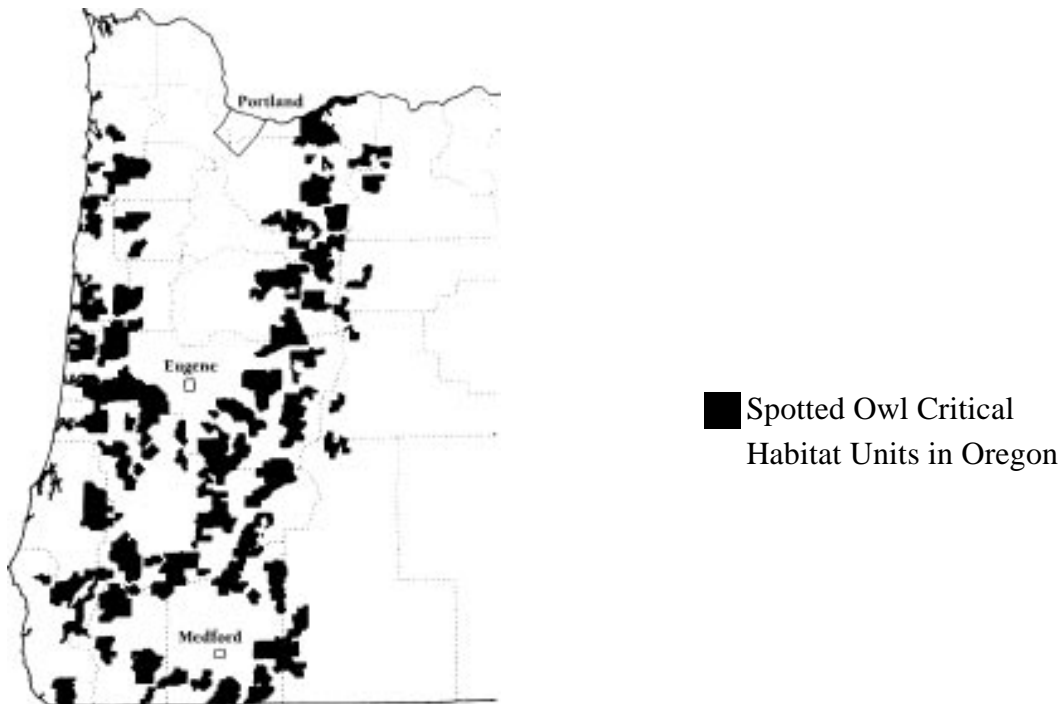 Portland
Eugene
Spotted Owl Critical
Habitat Units in Oregon
Medford